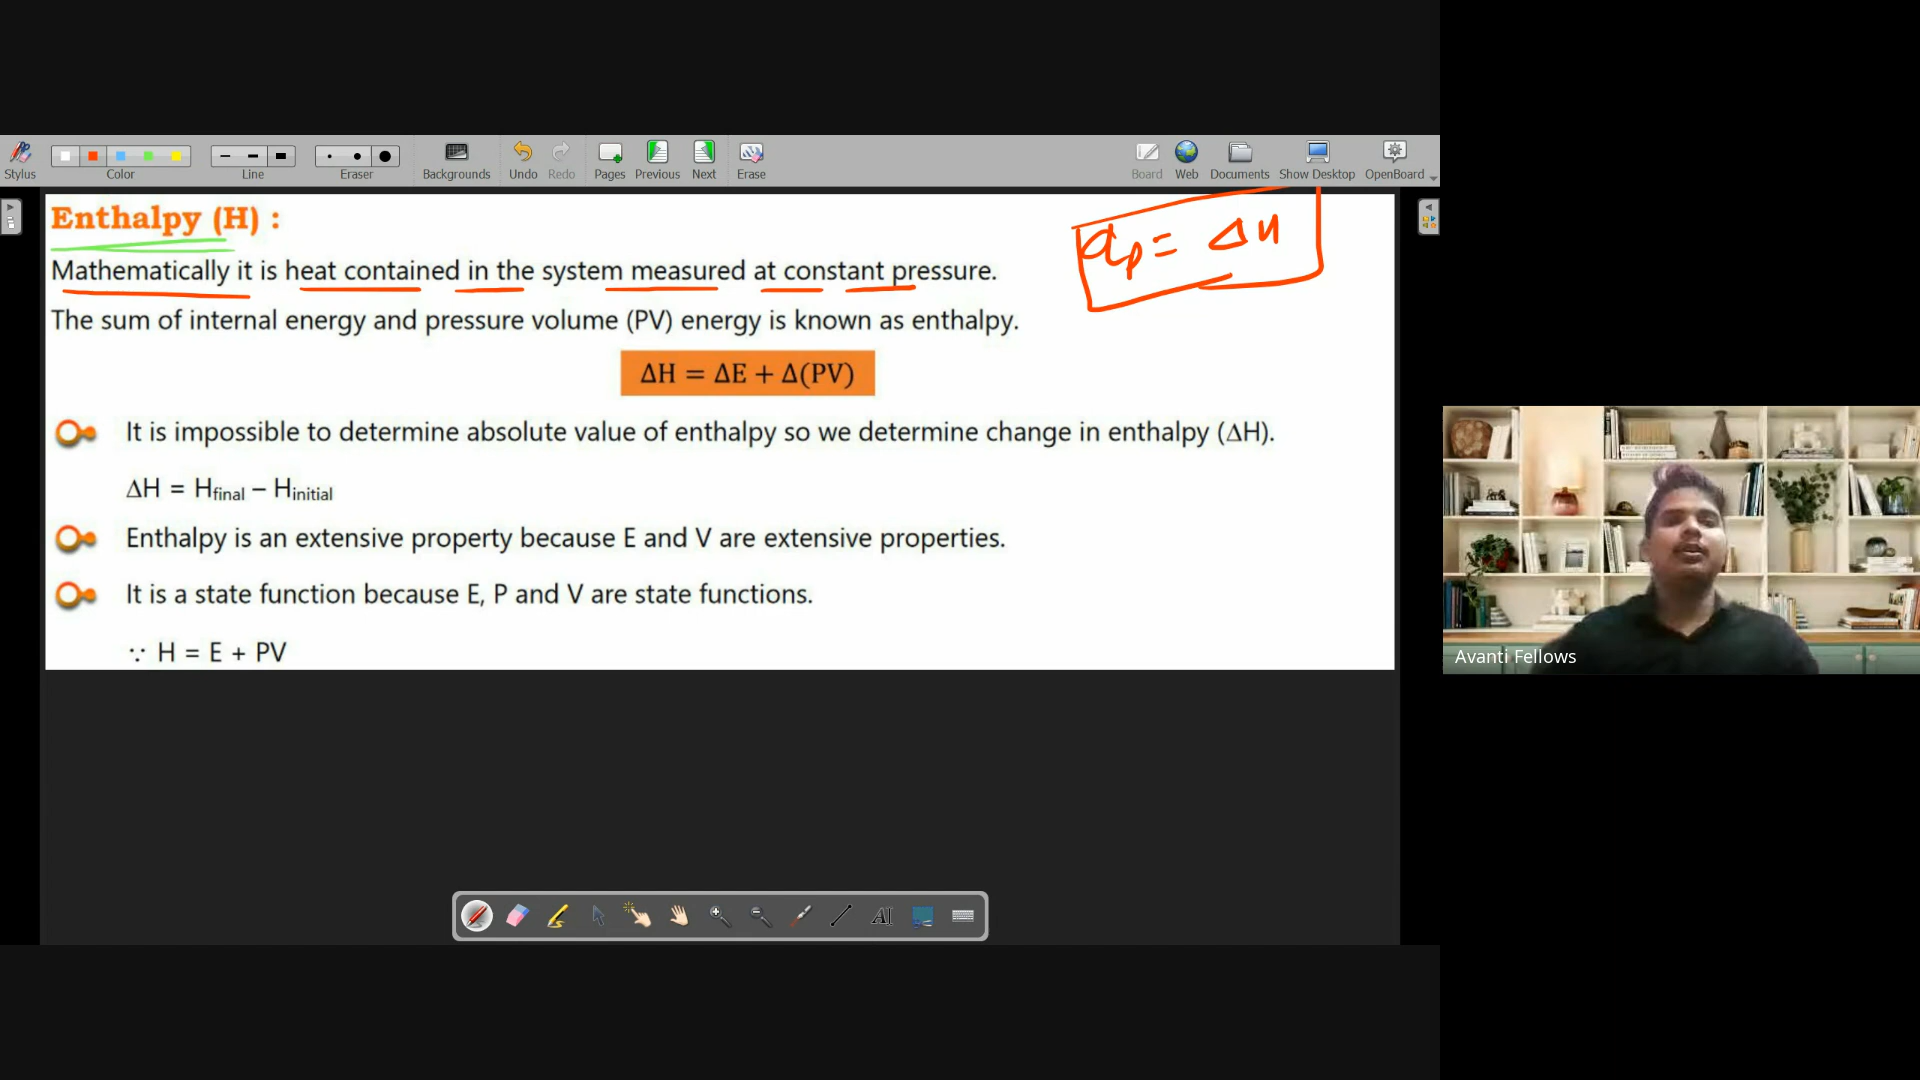 Stylus
Color
Line
Eraser
Backgrounds
Undo
Redo
Pages
Previous
Next
Erase
Board
Web
Documents
Show Desktop
OpenBoard
Enthalpy (H) :
qp = ΔH
Mathematically it is heat contained in the system measured at constant pressure.
The sum of internal energy and pressure volume (PV) energy is known as enthalpy.
ΔH = ΔE + Δ(PV)
It is impossible to determine absolute value of enthalpy so we determine change in enthalpy (ΔH).
ΔH = Hfinal – Hinitial
Enthalpy is an extensive property because E and V are extensive properties.
It is a state function because E, P and V are state functions.
∵ H = E + PV
Avanti Fellows